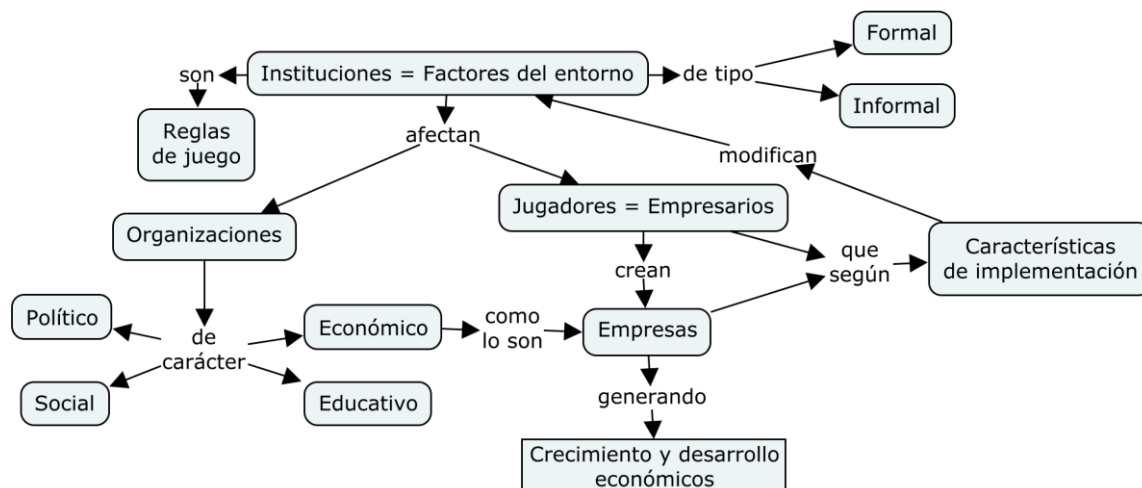 Formal
son
Instituciones = Factores del entorno
de tipo
Informal
Reglas
de juego
afectan
modifican
Jugadores = Empresarios
Organizaciones
que
según
Característícas
de implementación
crean
Político
de
carácter
Económico
como
lo son
Empresas
Social
Educativo
generando
Crecimiento y desarrollo
económicos